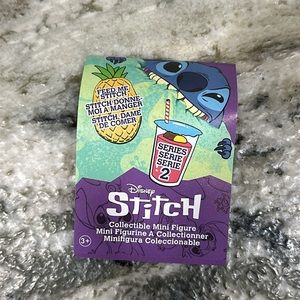 FEED ME
STITCH
STITCH DONNE
MOI À MANGER
STITCH, DAME
DE COMER
SERIES
SÉRIE
SERIE
2
Disney
STITCH
Collectible Mini Figure
Mini Figurine A Collectionner
Minifigura Coleccionable
3+